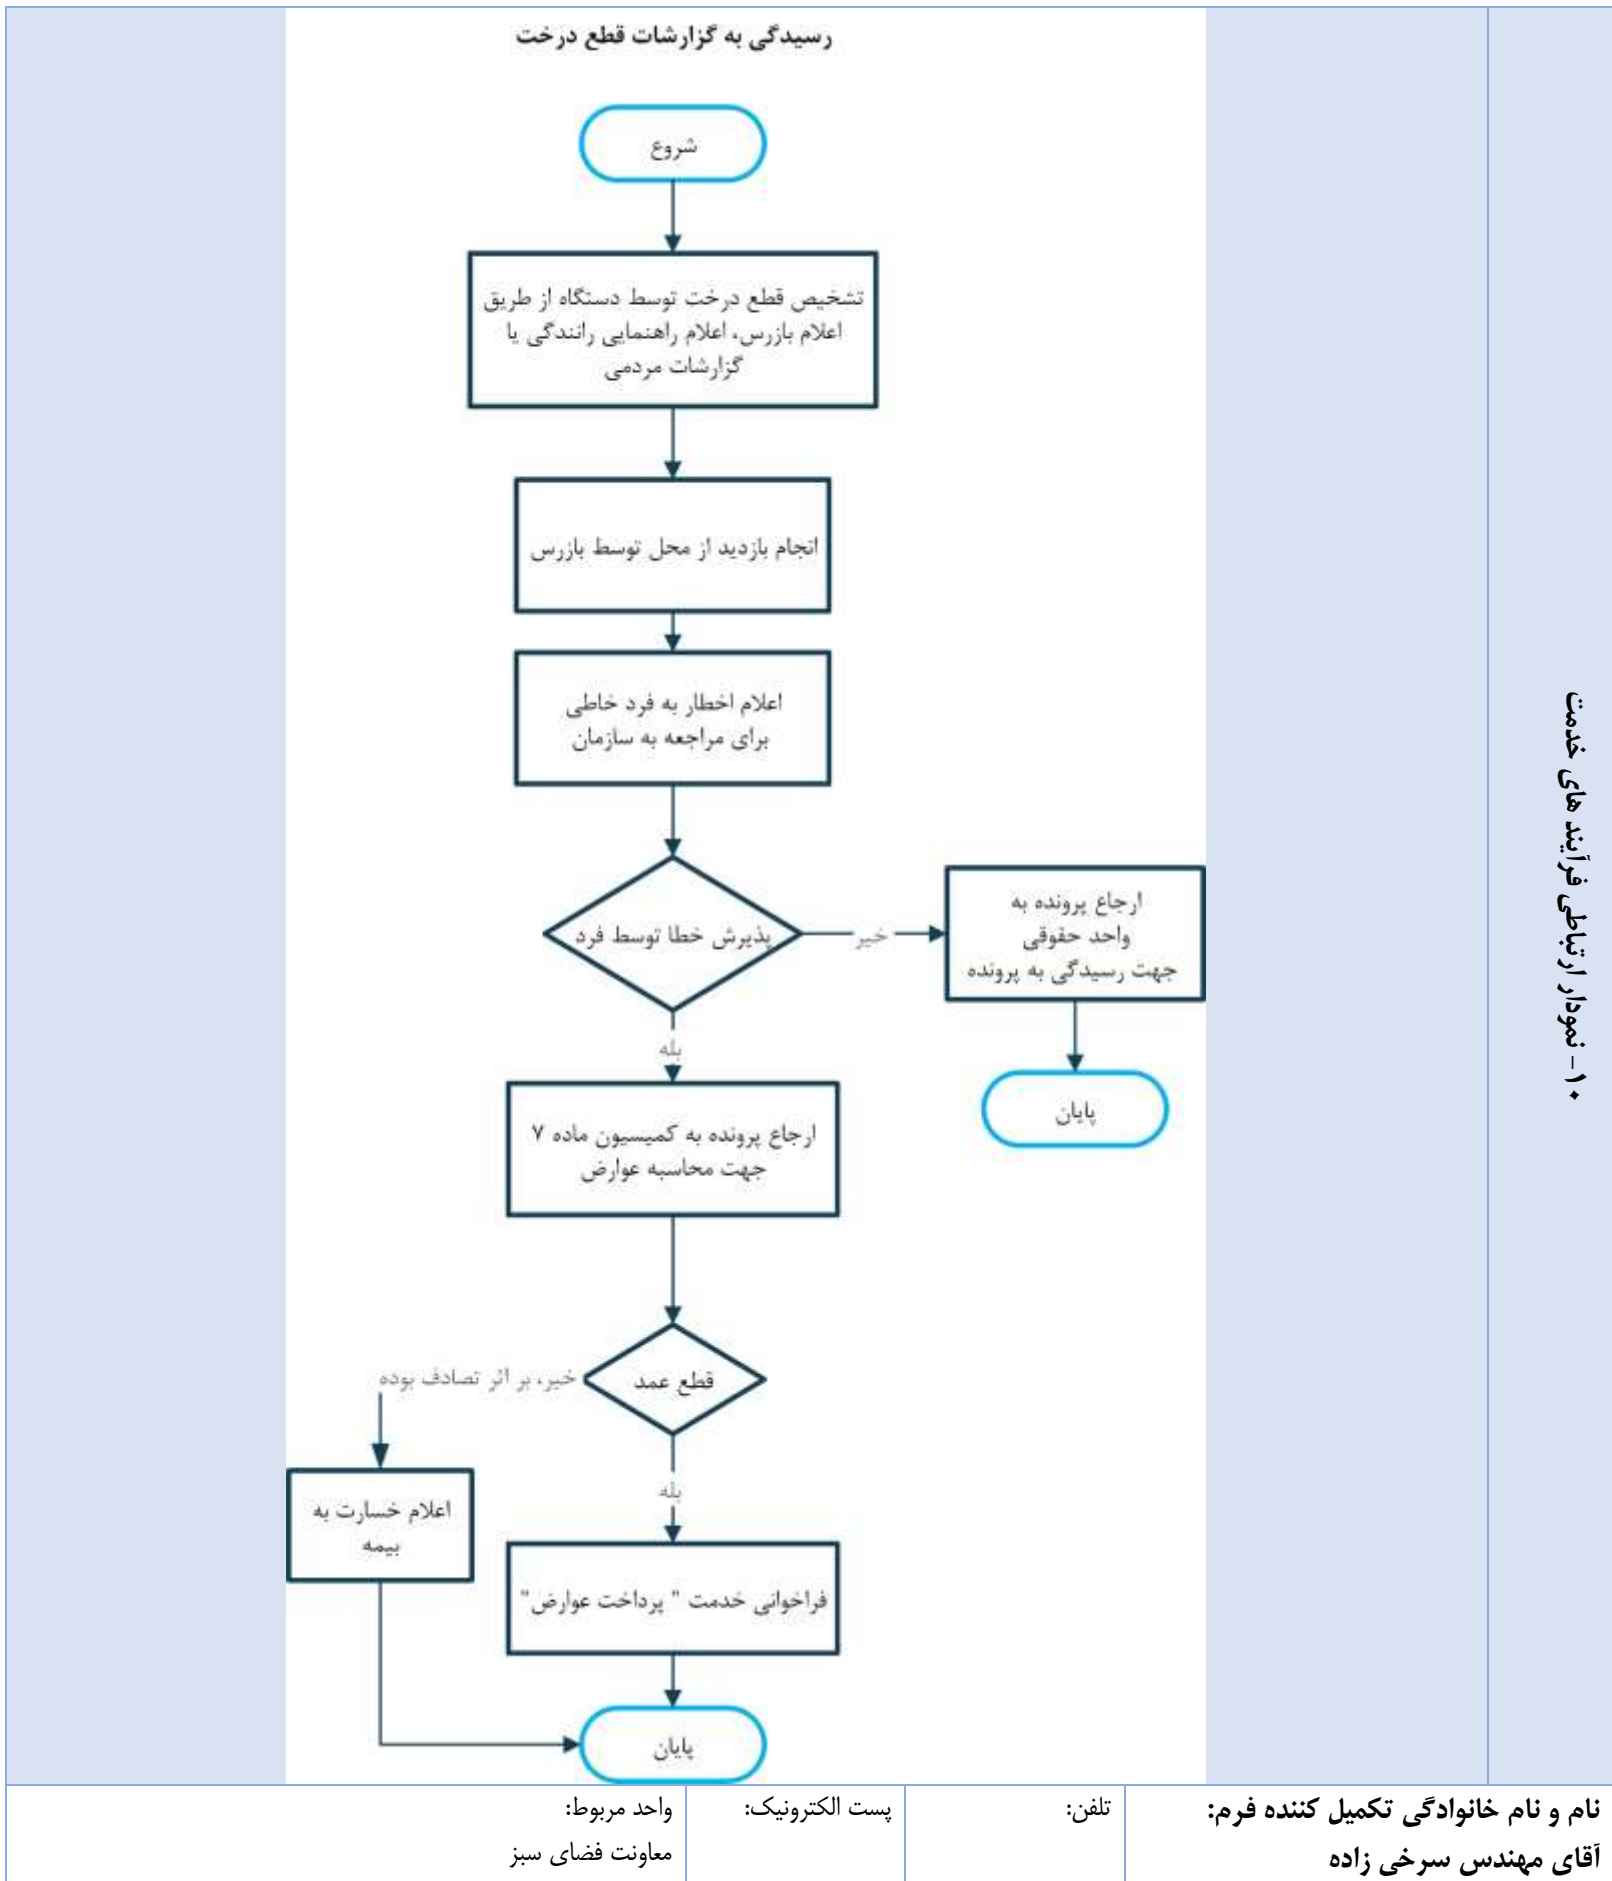 ۱۰- نمودار ارتباطی فرآیند های خدمت
رسیدگی به گزارشات قطع درخت
شروع
تشخیص قطع درخت توسط دستگاه از طریق
اعلام بازرس، اعلام راهنمایی رانندگی یا
گزارشات مردمی
انجام بازدید از محل توسط بازرس
اعلام اخطار به فرد خاطی
برای مراجعه به سازمان
پذیرش خطا توسط فرد
خیر
ارجاع پرونده به
واحد حقوقی
جهت رسیدگی به پرونده
پایان
بله
ارجاع پرونده به کمیسیون ماده ۷
جهت محاسبه عوارض
قطع عمد
خیر، بر اثر تصادف بوده
اعلام خسارت به
بیمه
بله
فراخوانی خدمت " پرداخت عوارض"
پایان
نام و نام خانوادگی تکمیل کننده فرم:
آقای مهندس سرخی زاده
تلفن:
پست الکترونیک:
واحد مربوط:
معاونت فضای سبز